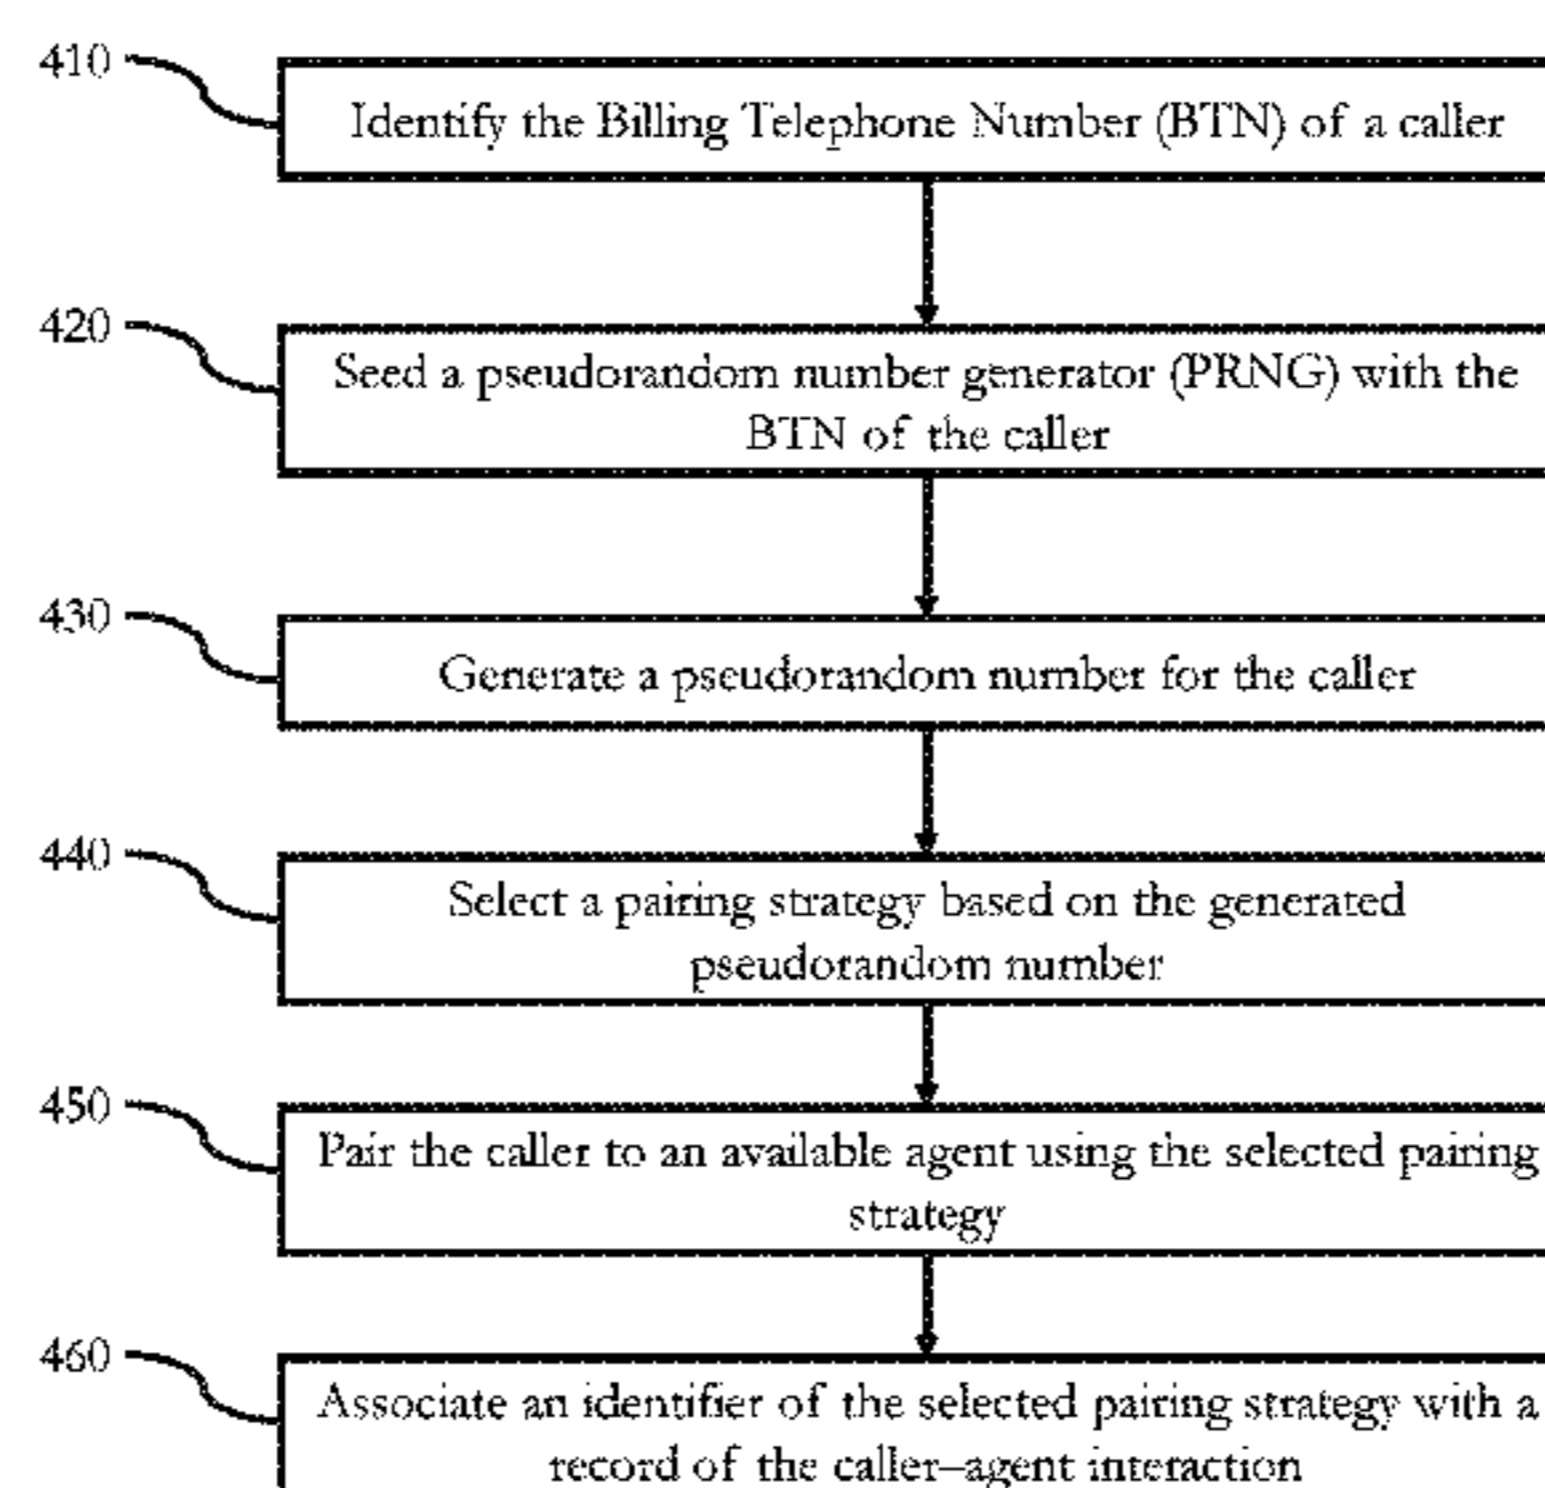 410
Identify the Billing Telephone Number (BTN) of a caller
420
Seed a pseudorandom number generator (PRNG) with the
BTN of the caller
430
Generate a pseudorandom number for the caller
440
Select a pairing strategy based on the generated
pseudorandom number
450
Pair the caller to an available agent using the selected pairing
strategy
460
Associate an identifier of the selected pairing strategy with a
record of the caller–agent interaction